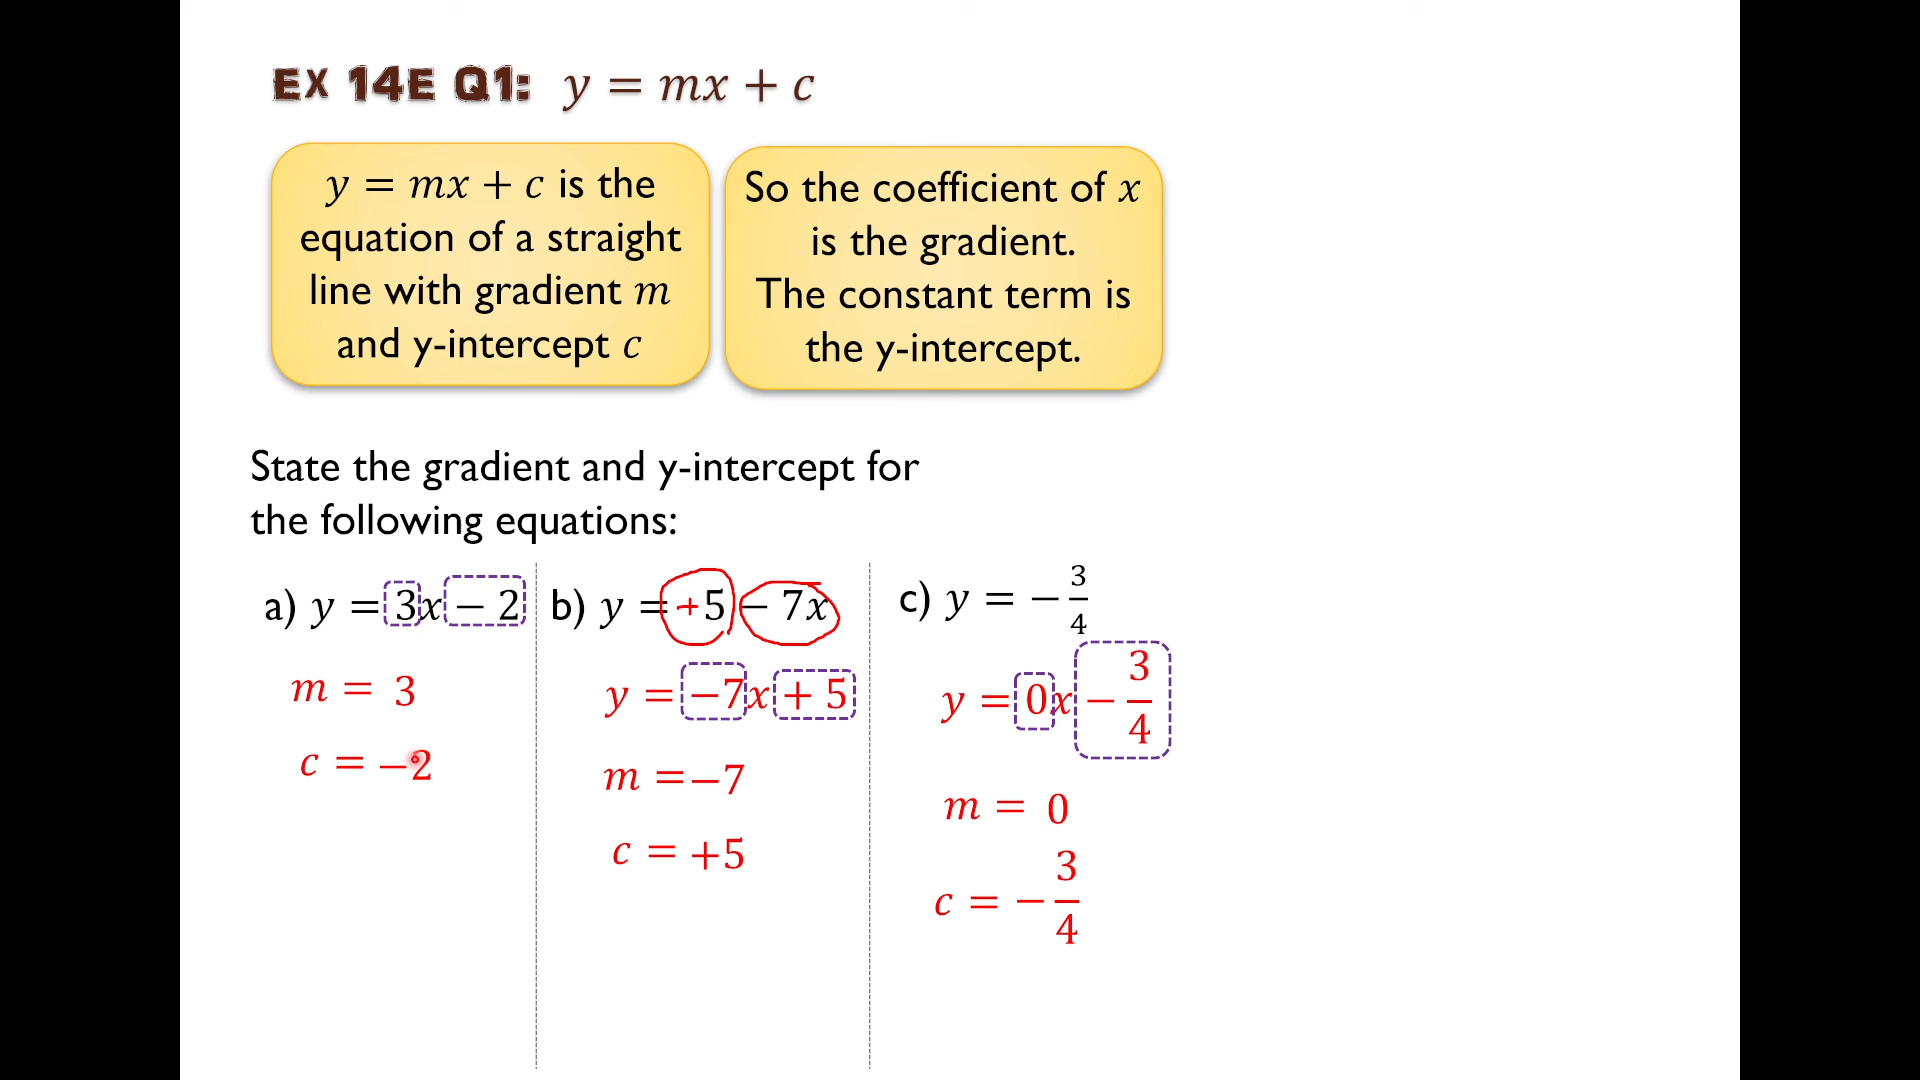 EX 14E Q1: y = mx + c
y = mx + c is the
equation of a straight
line with gradient m
and y-intercept c
So the coefficient of x
is the gradient.
The constant term is
the y-intercept.
State the gradient and y-intercept for
the following equations:
a) y = 3x − 2
m = 3
c = −2
b) y = +5 − 7x
y = −7x + 5
m = −7
c = +5
c) y = −3/4
y = 0x − 3/4
m = 0
c = −3/4